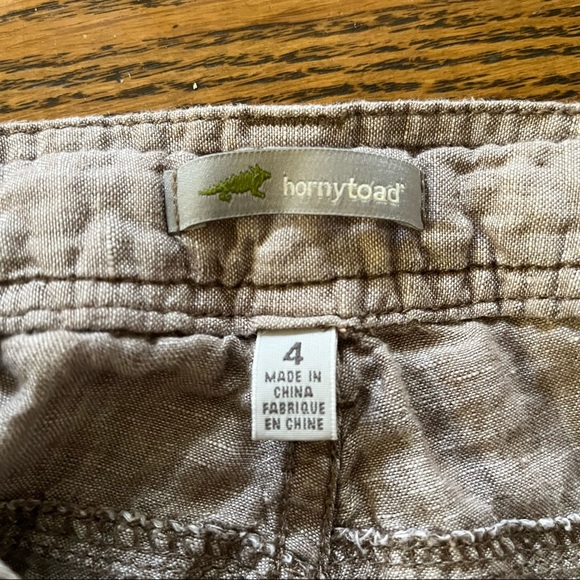 hornytoad®
4
MADE IN
CHINA
FABRIQUE
EN CHINE